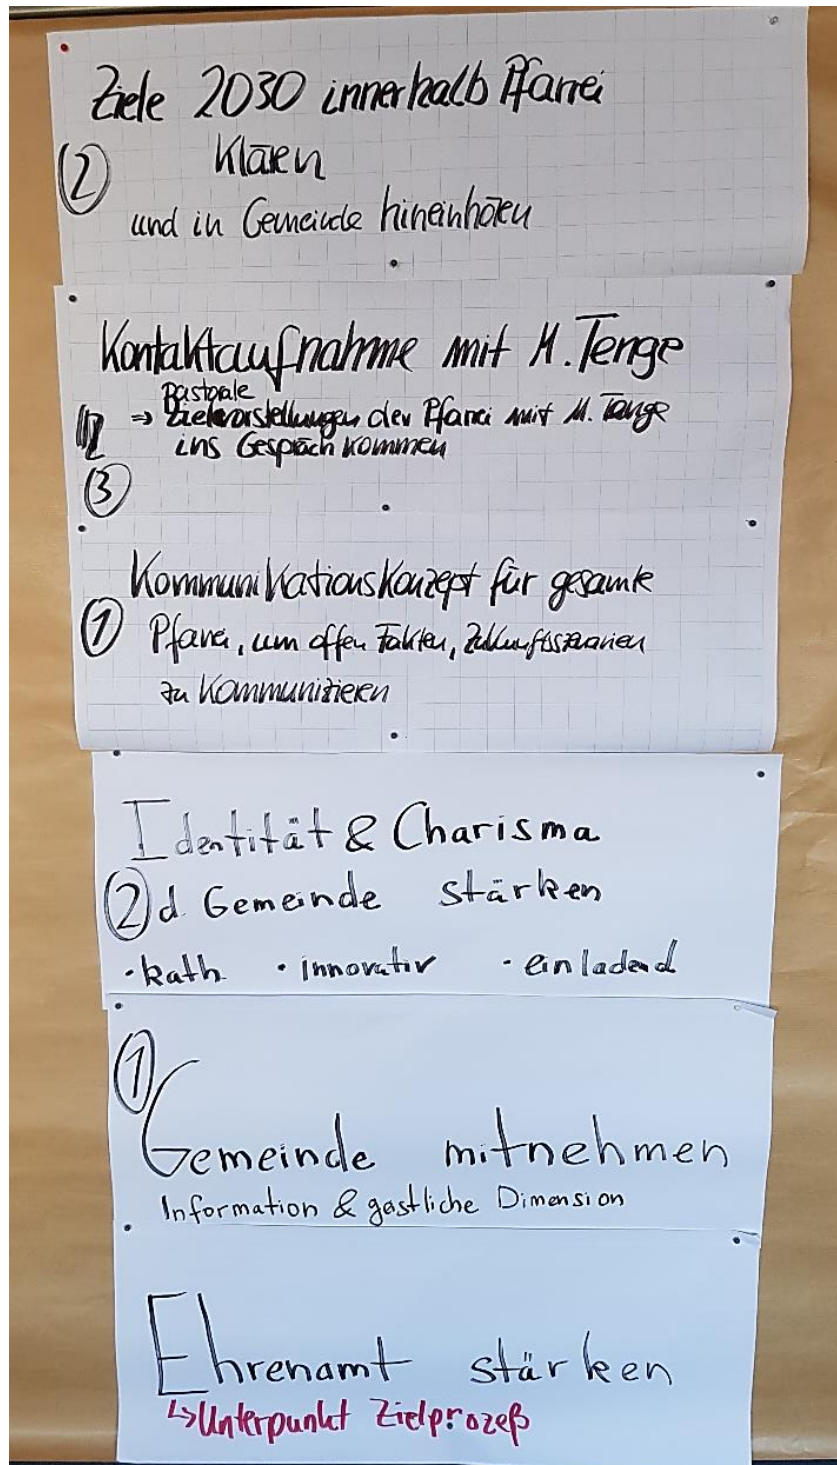 Ziele 2030 innerhalb Pfarrei
② Klären
und in Gemeinde hineinhören
Kontaktaufnahme mit M. Tenge
Pastorale
⇒ Zielvorstellungen der Pfarrei mit M. Tenge
ins Gespräch kommen
③
Kommunikationskonzept für gesamte
① Pfarrei, um offen Fakten, Zukunftsszenarien
zu kommunizieren
Identität & Charisma
② d. Gemeinde stärken
· kath. · innovativ · einladend
①
Gemeinde mitnehmen
Information & gastliche Dimension
Ehrenamt stärken
↳ Unterpunkt Zielprozeß